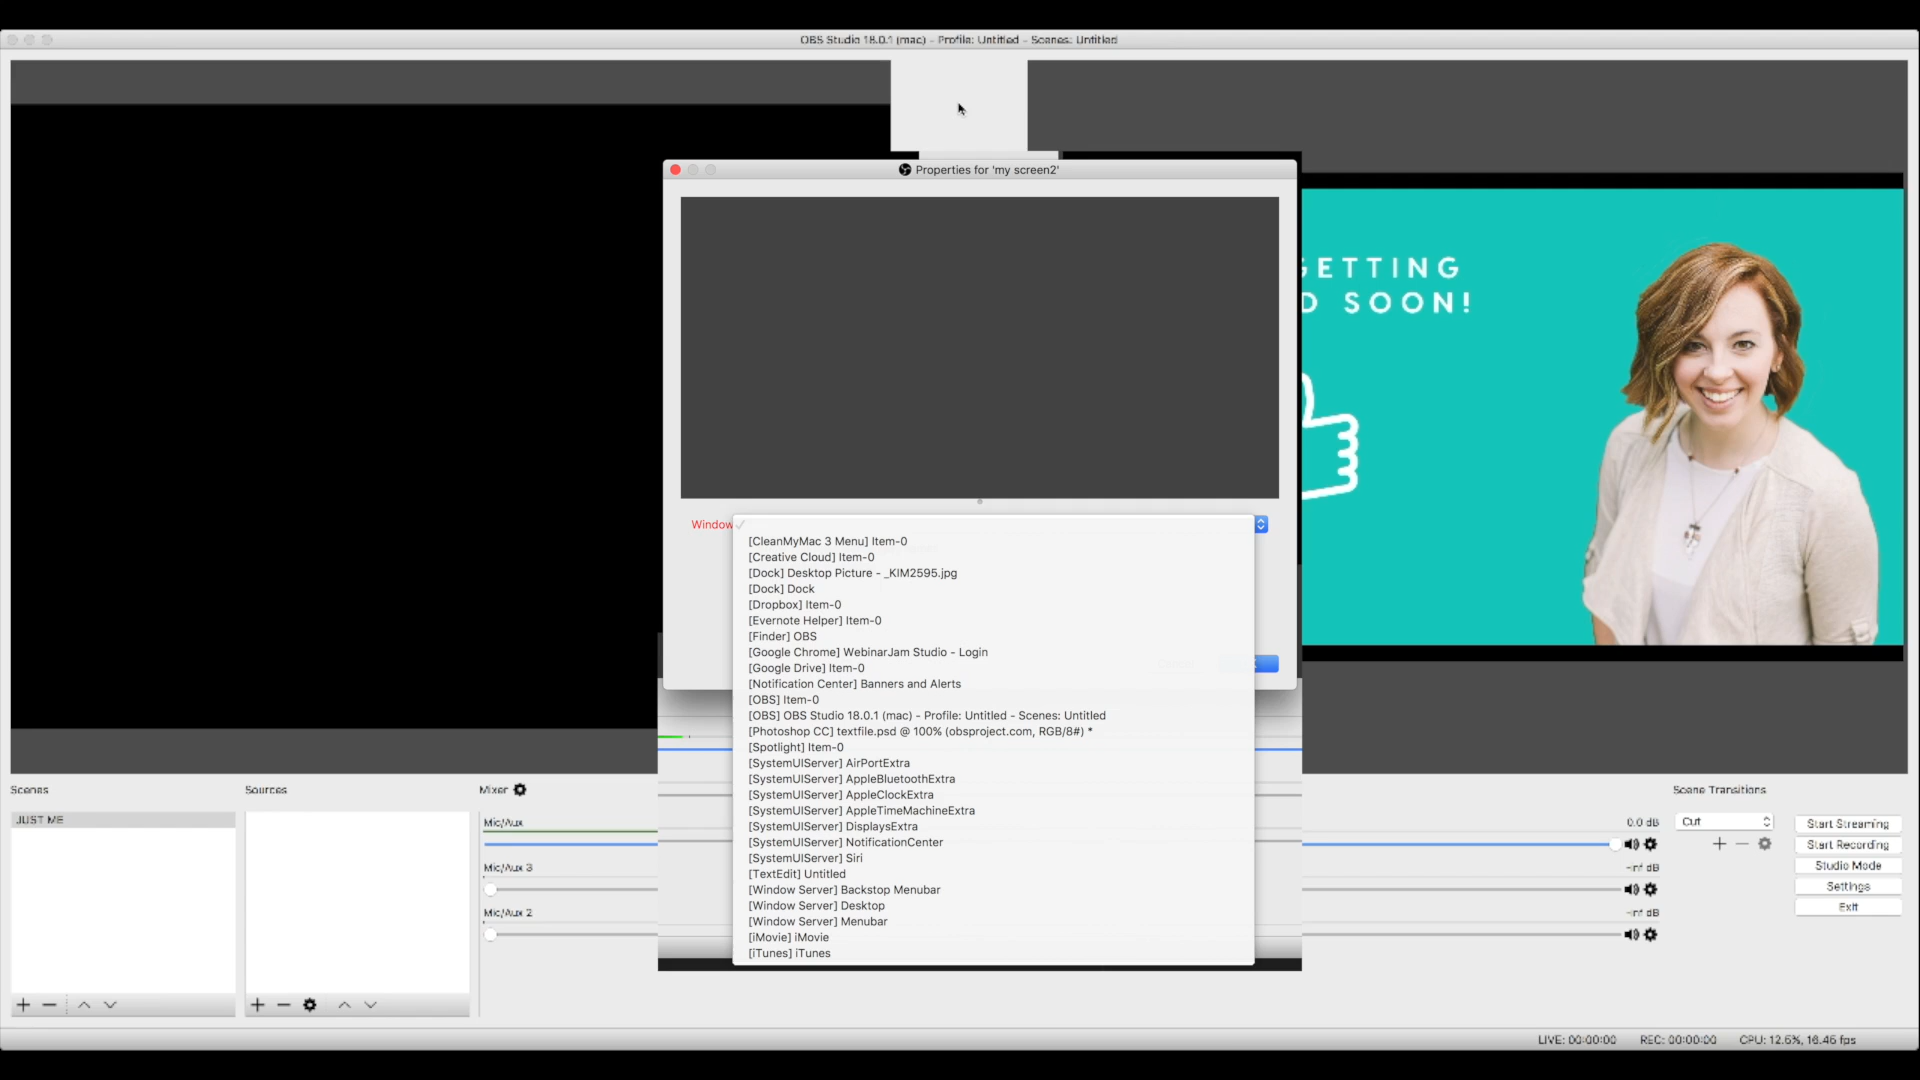 OBS Studio 18.0.1 (mac) - Profile: Untitled - Scenes: Untitled
Properties for 'my screen2'
ETTING
D SOON!
Window
[CleanMyMac 3 Menu] Item-0
[Creative Cloud] Item-0
[Dock] Desktop Picture - _KIM2595.jpg
[Dock] Dock
[Dropbox] Item-0
[Evernote Helper] Item-0
[Finder] OBS
[Google Chrome] WebinarJam Studio - Login
[Google Drive] Item-0
[Notification Center] Banners and Alerts
[OBS] Item-0
[OBS] OBS Studio 18.0.1 (mac) - Profile: Untitled - Scenes: Untitled
[Photoshop CC] textfile.psd @ 100% (obsproject.com, RGB/8#) *
[Spotlight] Item-0
[SystemUIServer] AirPortExtra
[SystemUIServer] AppleBluetoothExtra
[SystemUIServer] AppleClockExtra
[SystemUIServer] AppleTimeMachineExtra
[SystemUIServer] DisplaysExtra
[SystemUIServer] NotificationCenter
[SystemUIServer] Siri
[TextEdit] Untitled
[Window Server] Backstop Menubar
[Window Server] Desktop
[Window Server] Menubar
[iMovie] iMovie
[iTunes] iTunes
Scenes
JUST ME
Sources
Mixer
Mic/Aux
0.0 dB
Mic/Aux 3
-inf dB
Mic/Aux 2
-inf dB
Scene Transitions
Cut
Start Streaming
Start Recording
Studio Mode
Settings
Exit
LIVE: 00:00:00 REC: 00:00:00 CPU: 12.6%, 16.46 fps